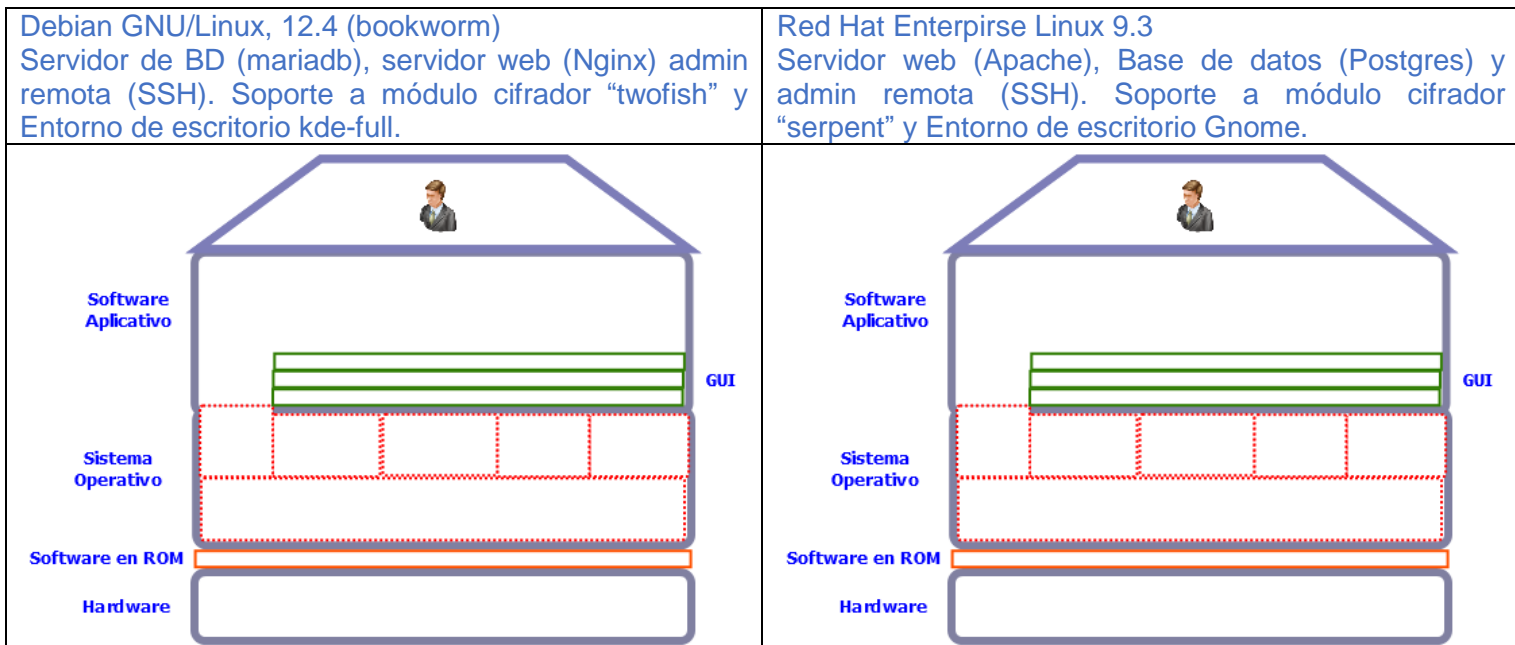 Debian GNU/Linux, 12.4 (bookworm)
Servidor de BD (mariadb), servidor web (Nginx) admin
remota (SSH). Soporte a módulo cifrador “twofish” y
Entorno de escritorio kde-full.
Red Hat Enterpirse Linux 9.3
Servidor web (Apache), Base de datos (Postgres) y
admin remota (SSH). Soporte a módulo cifrador
“serpent” y Entorno de escritorio Gnome.
Software
Aplicativo
GUI
Sistema
Operativo
Software en ROM
Hardware
Software
Aplicativo
GUI
Sistema
Operativo
Software en ROM
Hardware